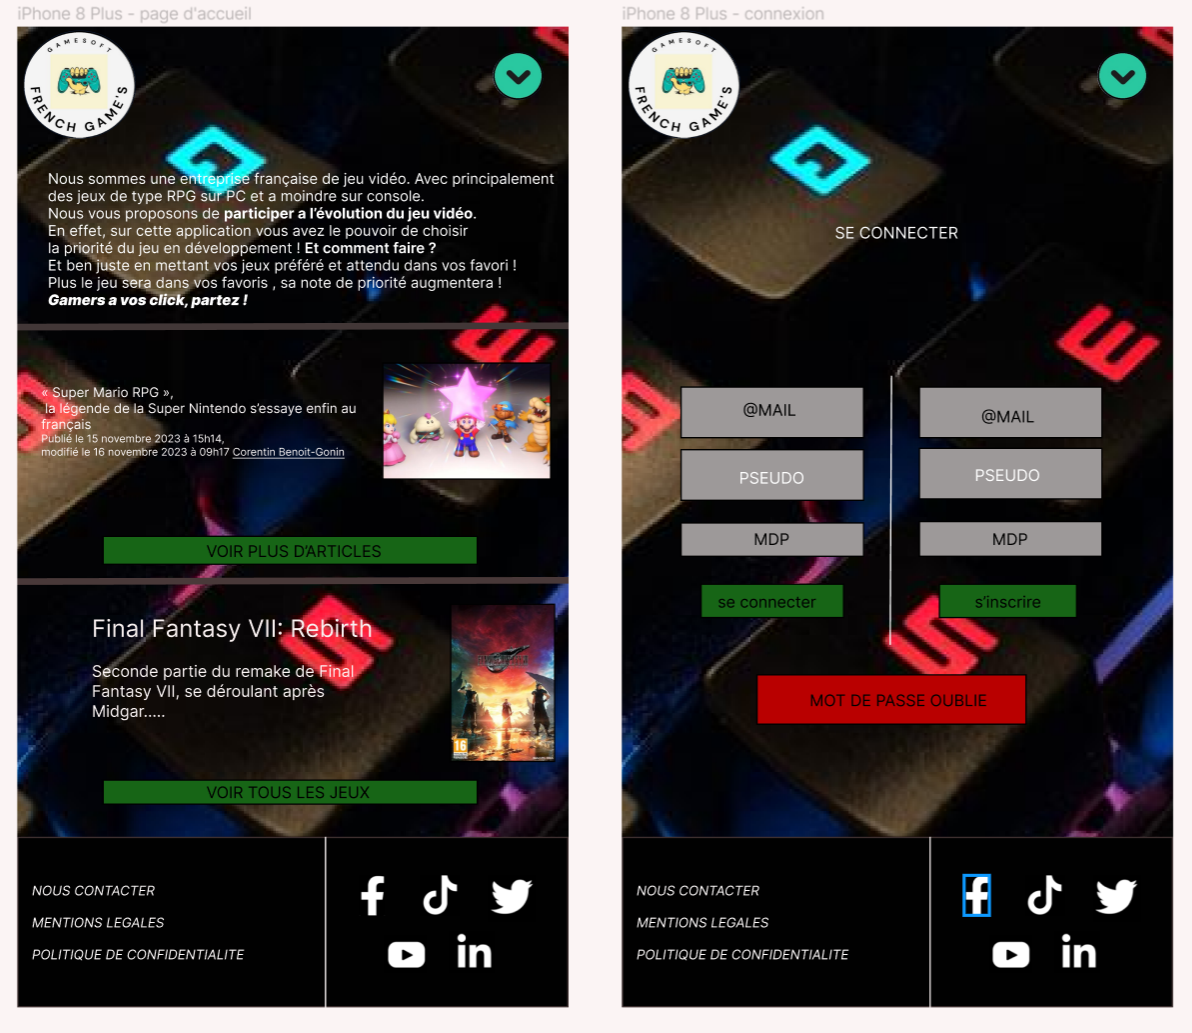 iPhone 8 Plus - page d'accueil
GAMESOFT
FRENCH GAME'S
Nous sommes une entreprise française de jeu vidéo. Avec principalement
des jeux de type RPG sur PC et a moindre sur console.
Nous vous proposons de participer a l'évolution du jeu vidéo.
En effet, sur cette application vous avez le pouvoir de choisir
la priorité du jeu en développement ! Et comment faire ?
Et ben juste en mettant vos jeux préféré et attendu dans vos favori !
Plus le jeu sera dans vos favoris , sa note de priorité augmentera !
Gamers a vos click, partez !
« Super Mario RPG »,
la légende de la Super Nintendo s'essaye enfin au
français
Publié le 15 novembre 2023 à 15h14,
modifié le 16 novembre 2023 à 09h17 Corentin Benoit-Gonin
VOIR PLUS D'ARTICLES
Final Fantasy VII: Rebirth
Seconde partie du remake de Final
Fantasy VII, se déroulant après
Midgar.....
16
VOIR TOUS LES JEUX
NOUS CONTACTER
MENTIONS LEGALES
POLITIQUE DE CONFIDENTIALITE
in
iPhone 8 Plus - connexion
GAMESOFT
FRENCH GAME'S
SE CONNECTER
@MAIL
@MAIL
PSEUDO
PSEUDO
MDP
MDP
se connecter
s'inscrire
MOT DE PASSE OUBLIE
NOUS CONTACTER
MENTIONS LEGALES
POLITIQUE DE CONFIDENTIALITE
in